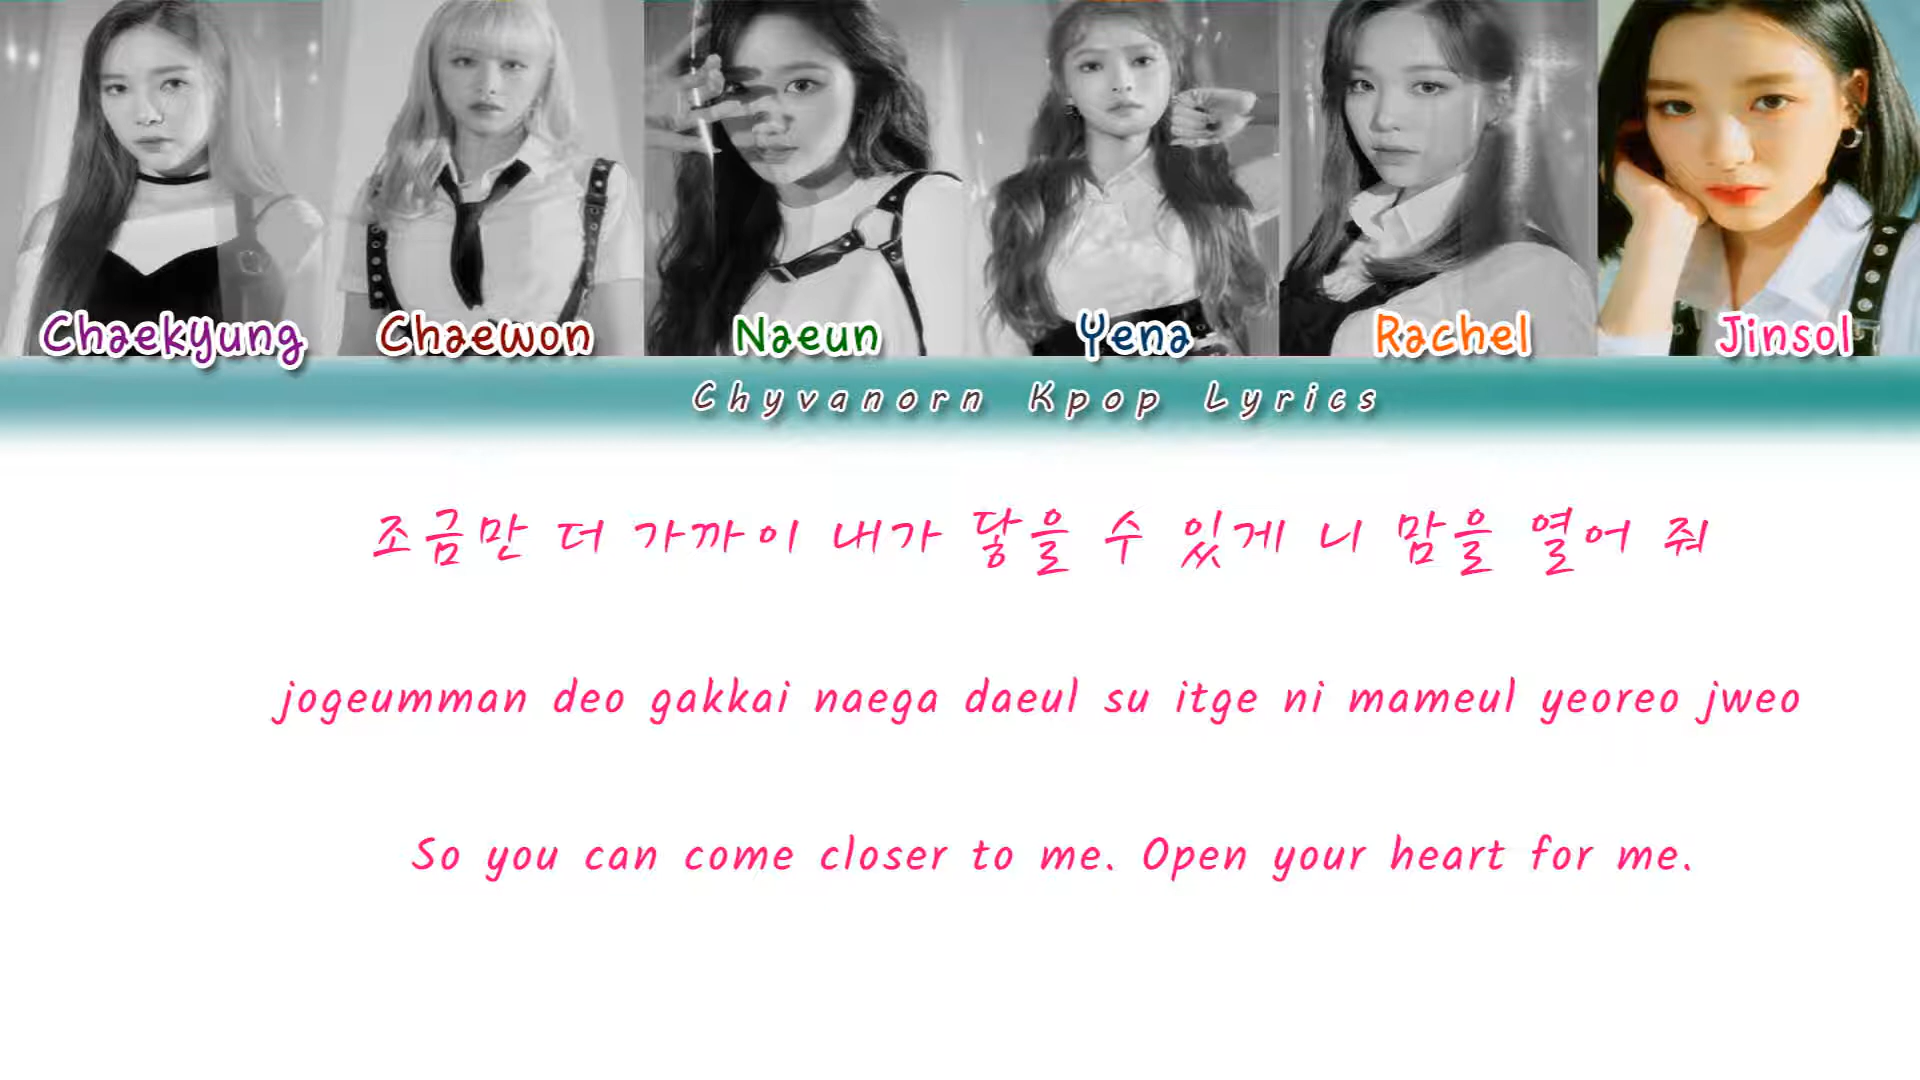 Chaekyung Chaewon Naeun Yena Rachel Jinsol
Chyvanorn Kpop Lyrics
조금만 더 가까이 내가 닿을 수 있게 니 맘을 열어 줘
jogeumman deo gakkai naega daeul su itge ni mameul yeoreo jweo
So you can come closer to me. Open your heart for me.